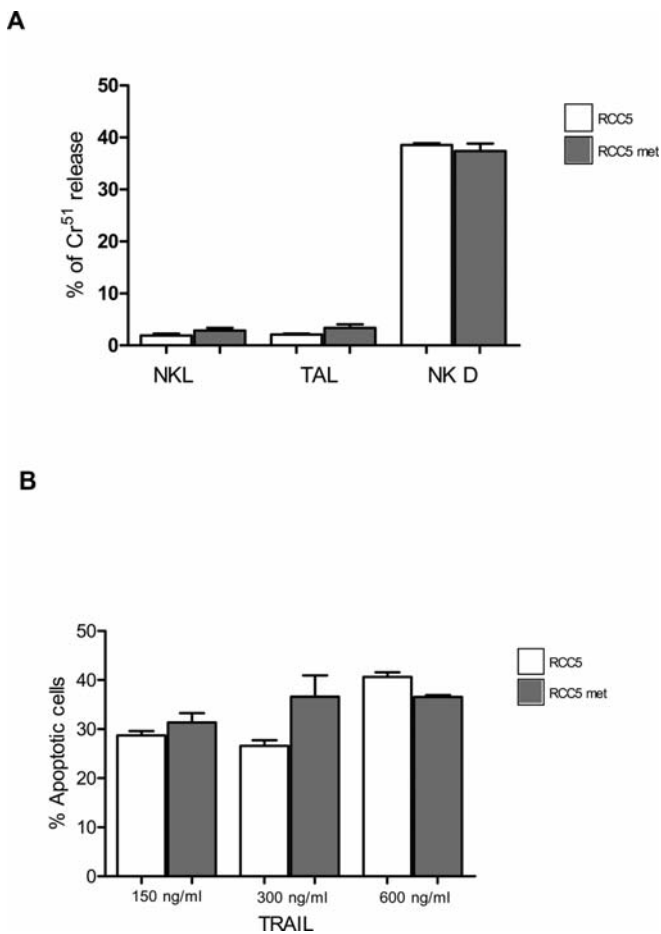 A
50
40
30
20
10
0
% of Cr51 release
NKL TAL NK D
RCC5
RCC5 met
B
50
40
30
20
10
0
% Apoptotic cells
150 ng/ml 300 ng/ml 600 ng/ml
TRAIL
RCC5
RCC5 met